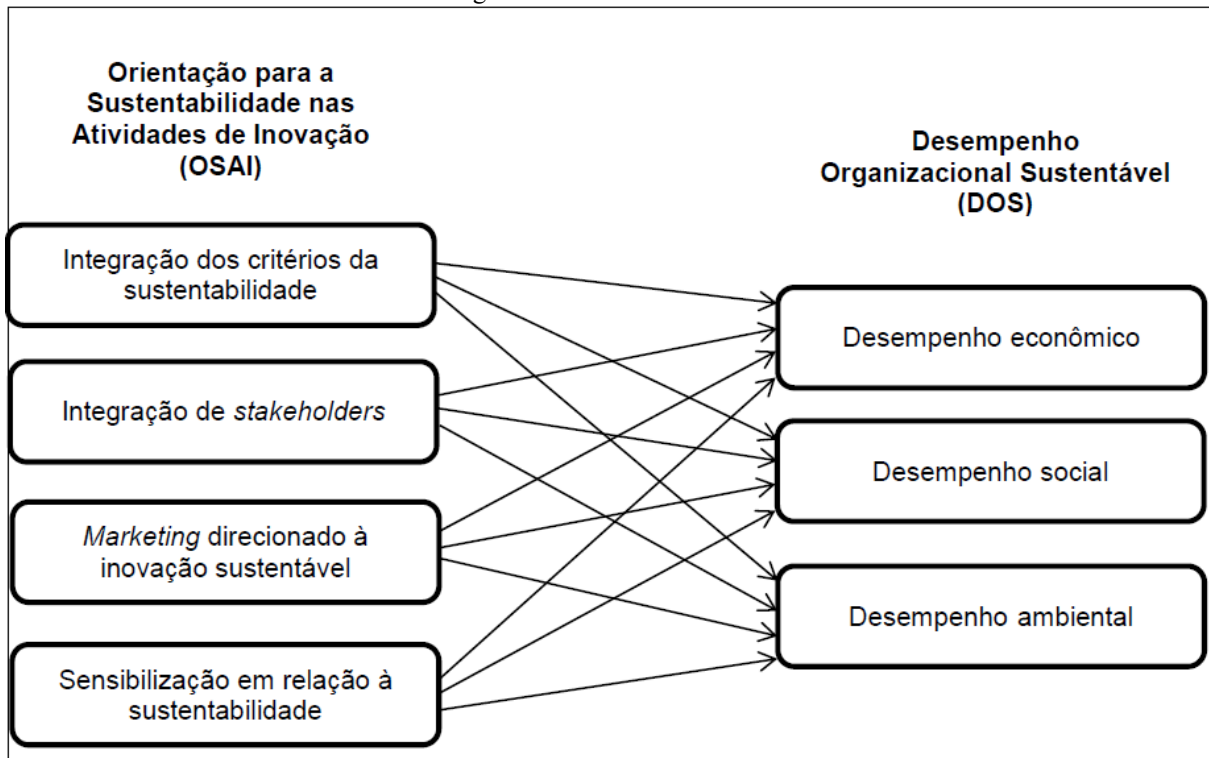 Orientação para a
Sustentabilidade nas
Atividades de Inovação
(OSAI)
Desempenho
Organizacional Sustentável
(DOS)
Integração dos critérios da
sustentabilidade
Integração de stakeholders
Marketing direcionado à
inovação sustentável
Sensibilização em relação à
sustentabilidade
Desempenho econômico
Desempenho social
Desempenho ambiental